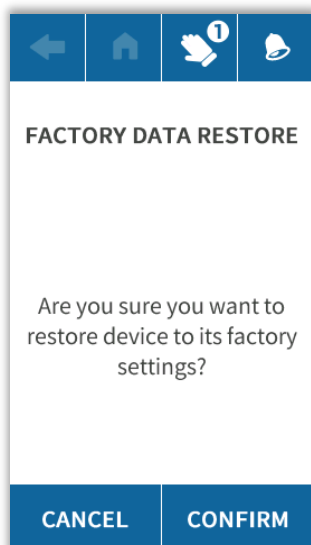 1
FACTORY DATA RESTORE
Are you sure you want to
restore device to its factory
settings?
CANCEL CONFIRM